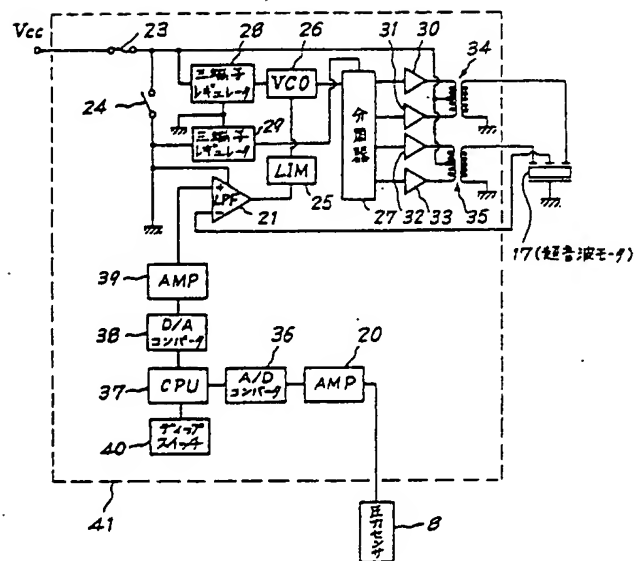 Vcc
23
24
28
三端子
レギュレータ
26
VCO
31
30
34
三端子
レギュレータ
29
LIM
25
分周器
27
32
33
35
17(超音波モータ)
+
LPF
-
21
39
AMP
38
D/A
コンバータ
37
CPU
36
A/D
コンバータ
20
AMP
40
ディップ
スイッチ
41
圧力センサ
8